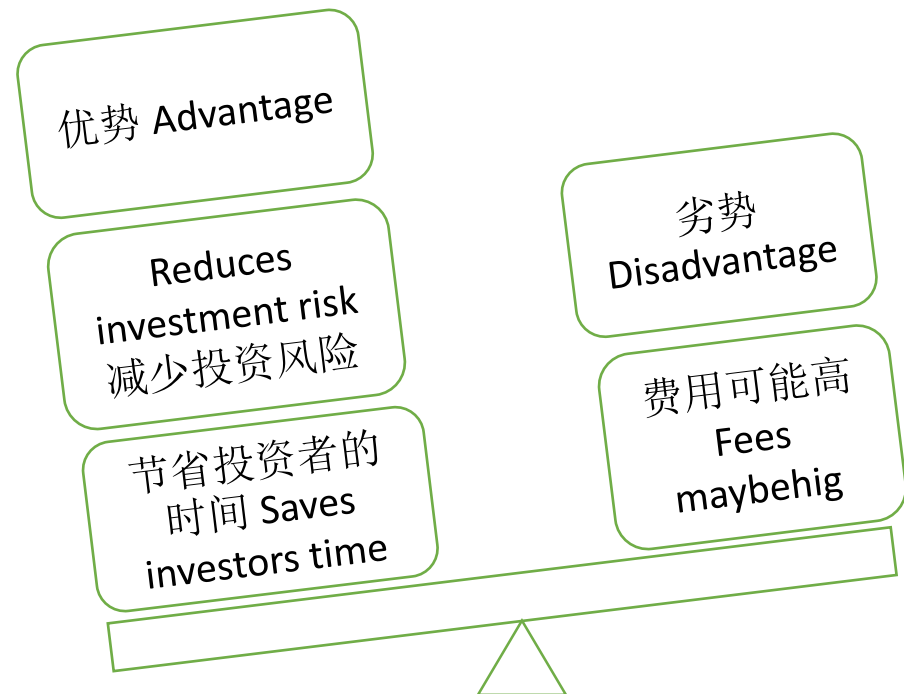 优势 Advantage
Reduces
investment risk
减少投资风险
节省投资者的
时间 Saves
investors time
劣势
Disadvantage
费用可能高
Fees
maybehig